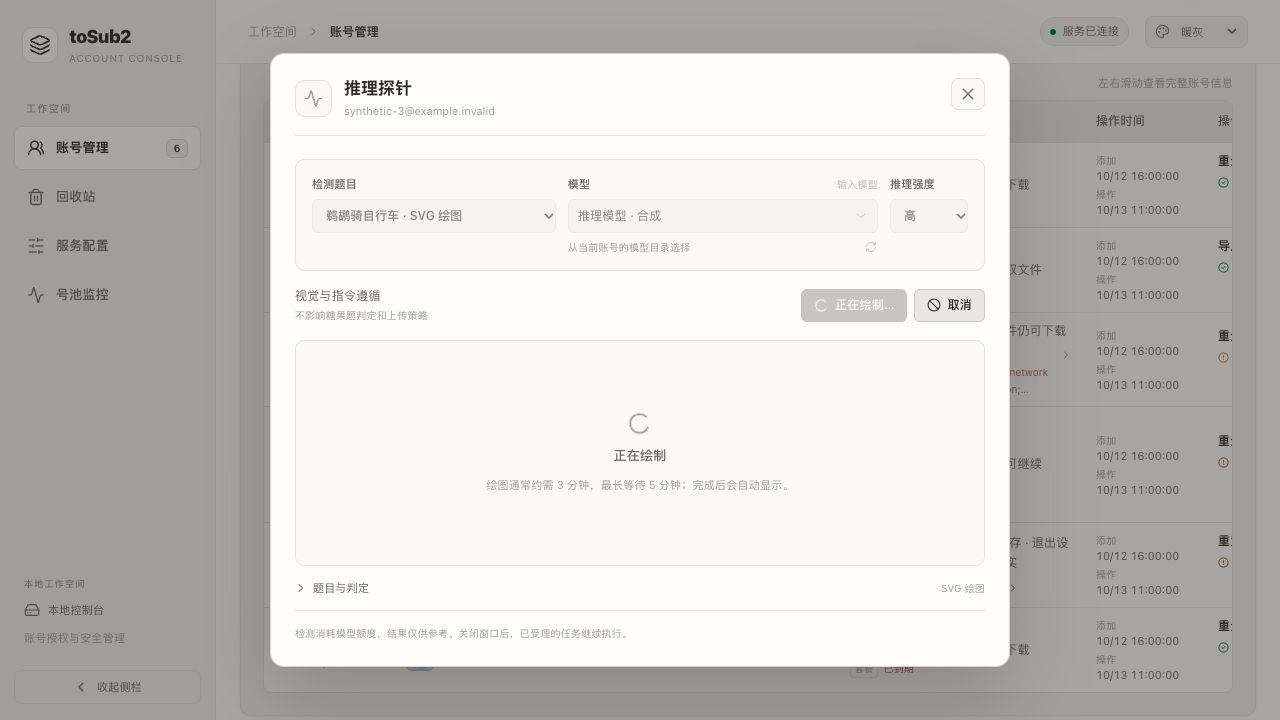 toSub2
ACCOUNT CONSOLE
工作空间
账号管理
6
回收站
服务配置
号池监控
本地工作空间
本地控制台
账号授权与安全管理
收起侧栏
工作空间
账号管理
服务已连接
暖灰
左右滑动查看完整账号信息
操作时间
添加
10/12 16:00:00
操作
10/13 11:00:00
下载
添加
10/12 16:00:00
操作
10/13 11:00:00
权文件
添加
10/12 16:00:00
操作
10/13 11:00:00
件仍可下载
network
on;...
添加
10/12 16:00:00
操作
10/13 11:00:00
可继续
添加
10/12 16:00:00
操作
10/13 11:00:00
存 · 退出设
添加
10/12 16:00:00
操作
10/13 11:00:00
下载
已到期
推理探针
synthetic-3@example.invalid
检测题目
鹈鹕骑自行车 · SVG 绘图
模型
输入模型
推理模型 · 合成
从当前账号的模型目录选择
推理强度
高
视觉与指令遵循
不影响糖果题判定和上传策略
正在绘制...
取消
正在绘制
绘图通常约需 3 分钟，最长等待 5 分钟；完成后会自动显示。
题目与判定
SVG 绘图
检测消耗模型额度，结果仅供参考。关闭窗口后，已受理的任务继续执行。